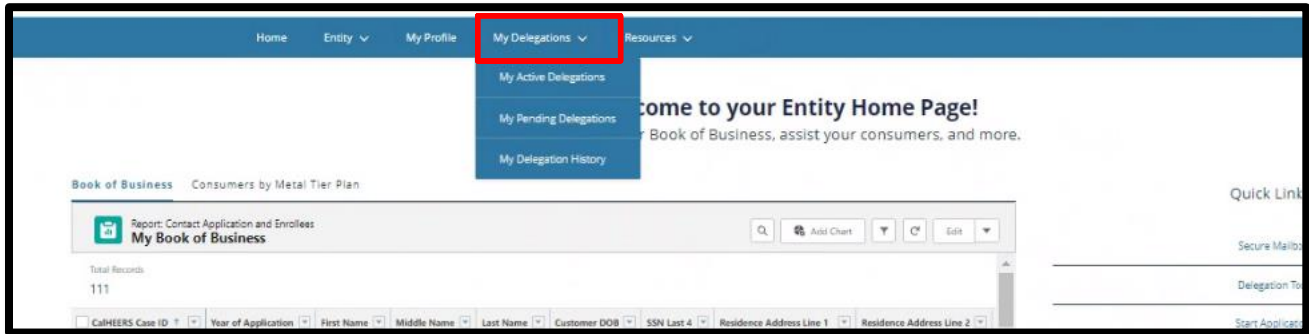 Home Entity My Profile My Delegations Resources
My Active Delegations
My Pending Delegations
My Delegation History
come to your Entity Home Page!
Book of Business, assist your consumers, and more.
Book of Business Consumers by Metal Tier Plan
Report: Contact Application and Enrollees
My Book of Business
Add Chart Edit
Total Records
111
CalHEERS Case ID ↑ Year of Application First Name Middle Name Last Name Customer DOB SSN Last 4 Residence Address Line 1 Residence Address Line 2
Quick Link
Secure Mailbo
Delegation To
Start Applicat